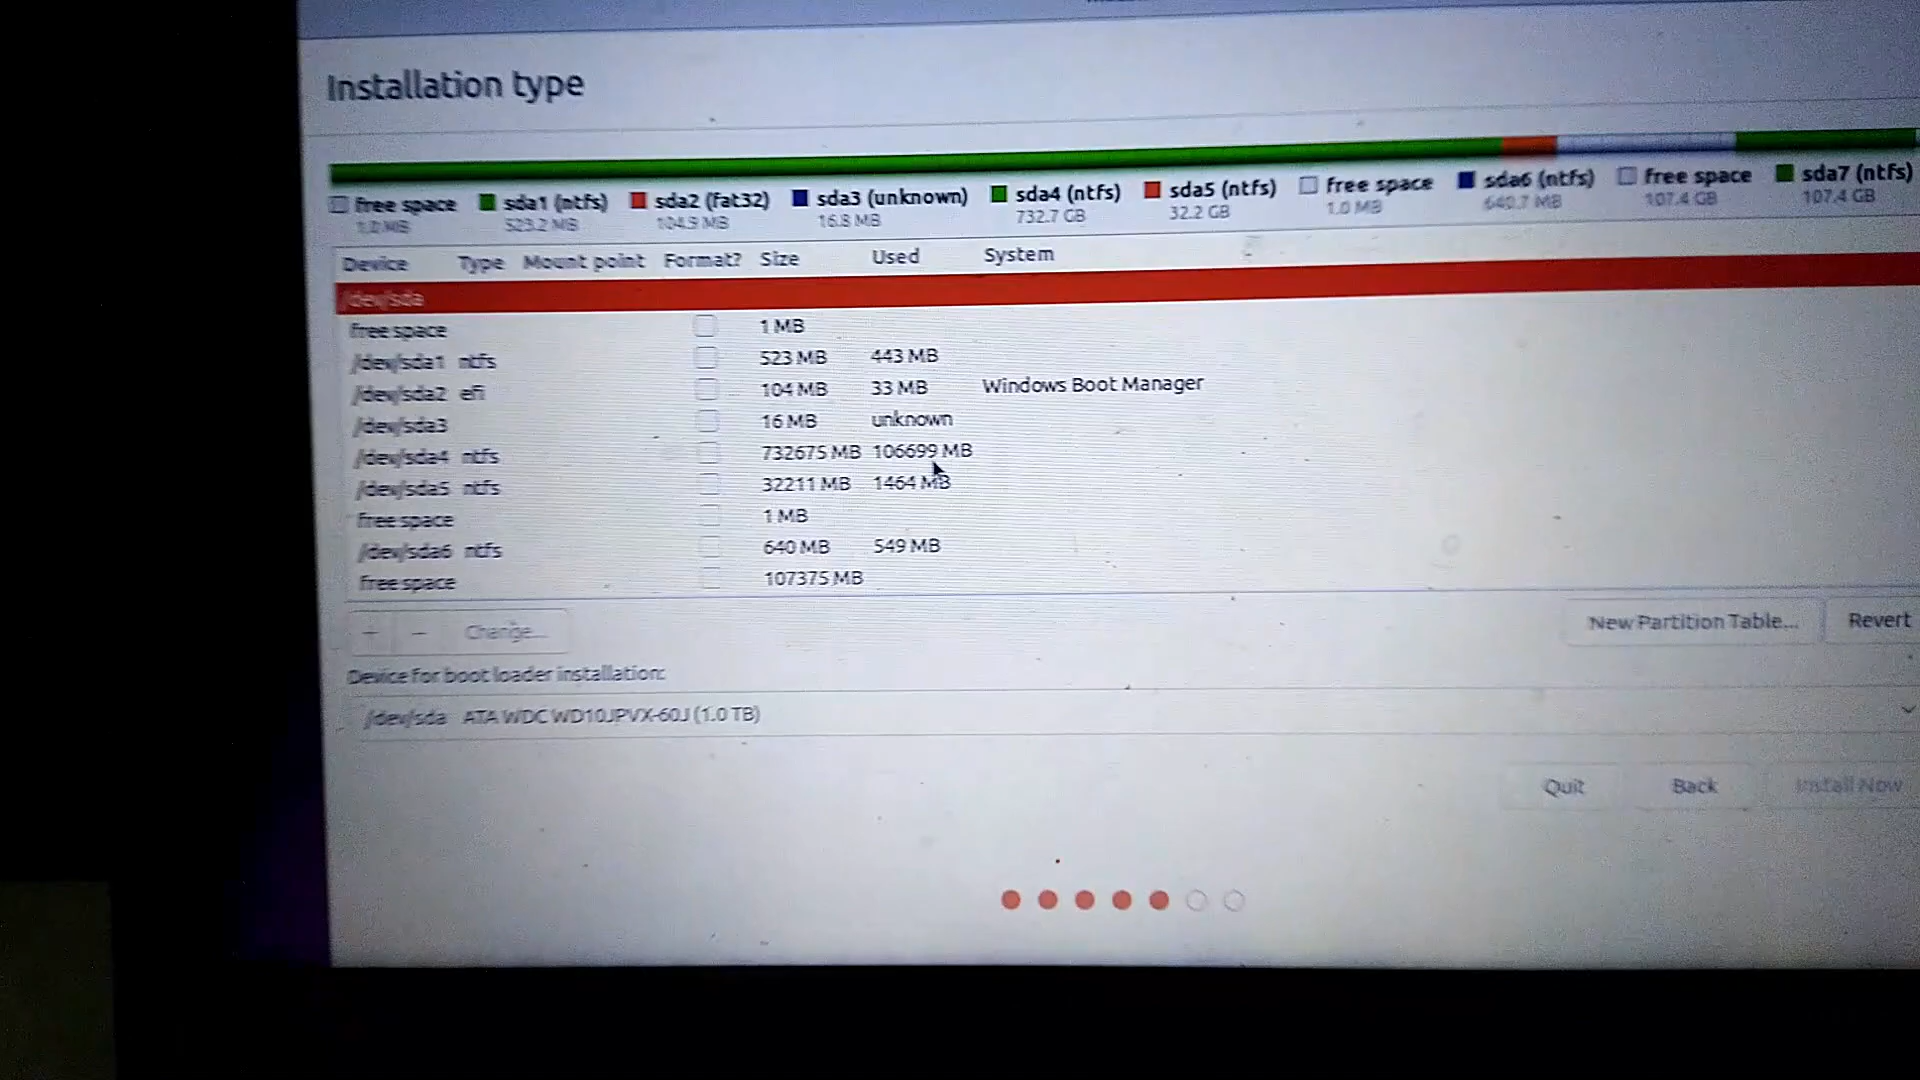 Installation type
free space sda1 (ntfs) sda2 (fat32) sda3 (unknown) sda4 (ntfs) sda5 (ntfs) free space sda6 (ntfs) free space sda7 (ntfs)
523.2 MB 104.9 MB 16.8 MB 732.7 GB 32.2 GB 1.0 MB 640.7 MB 107.4 GB 107.4 GB
Device Type Mount point Format? Size Used System
/dev/sda
free space 1 MB
/dev/sda1 ntfs 523 MB 443 MB
/dev/sda2 efi 104 MB 33 MB Windows Boot Manager
/dev/sda3 16 MB unknown
/dev/sda4 ntfs 732675 MB 106699 MB
/dev/sda5 ntfs 32211 MB 1464 MB
free space 1 MB
/dev/sda6 ntfs 640 MB 549 MB
free space 107375 MB
+ - Change... New Partition Table... Revert
Device for boot loader installation:
/dev/sda ATA WDC WD10JPVX-60J (1.0 TB)
Quit Back Install Now